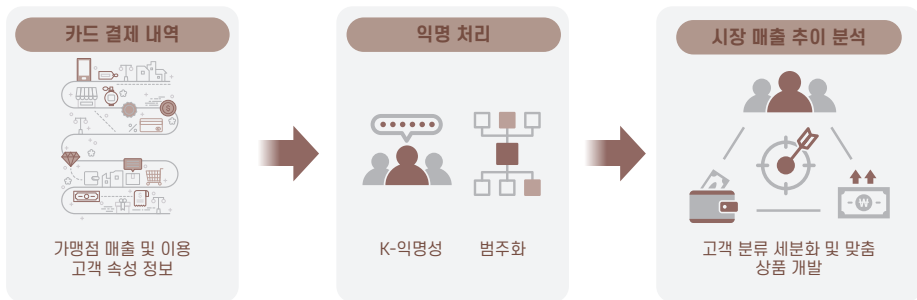 카드 결제 내역
가맹점 매출 및 이용
고객 속성 정보
익명 처리
K-익명성
범주화
시장 매출 추이 분석
₩
고객 분류 세분화 및 맞춤
상품 개발